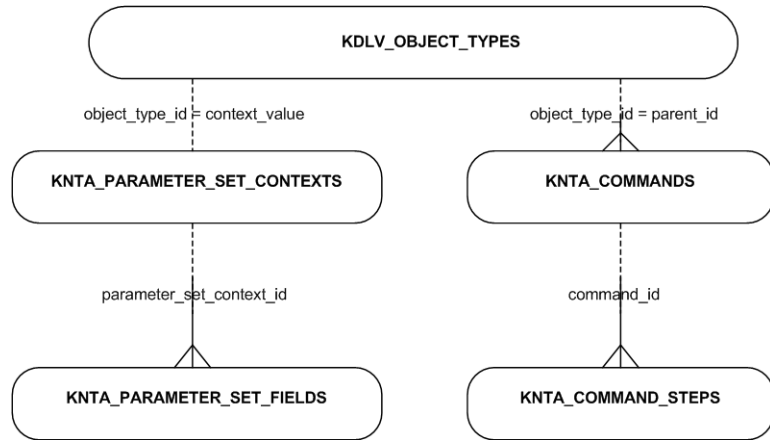 KDLV_OBJECT_TYPES
object_type_id = context_value
object_type_id = parent_id
KNTA_PARAMETER_SET_CONTEXTS
KNTA_COMMANDS
parameter_set_context_id
command_id
KNTA_PARAMETER_SET_FIELDS
KNTA_COMMAND_STEPS